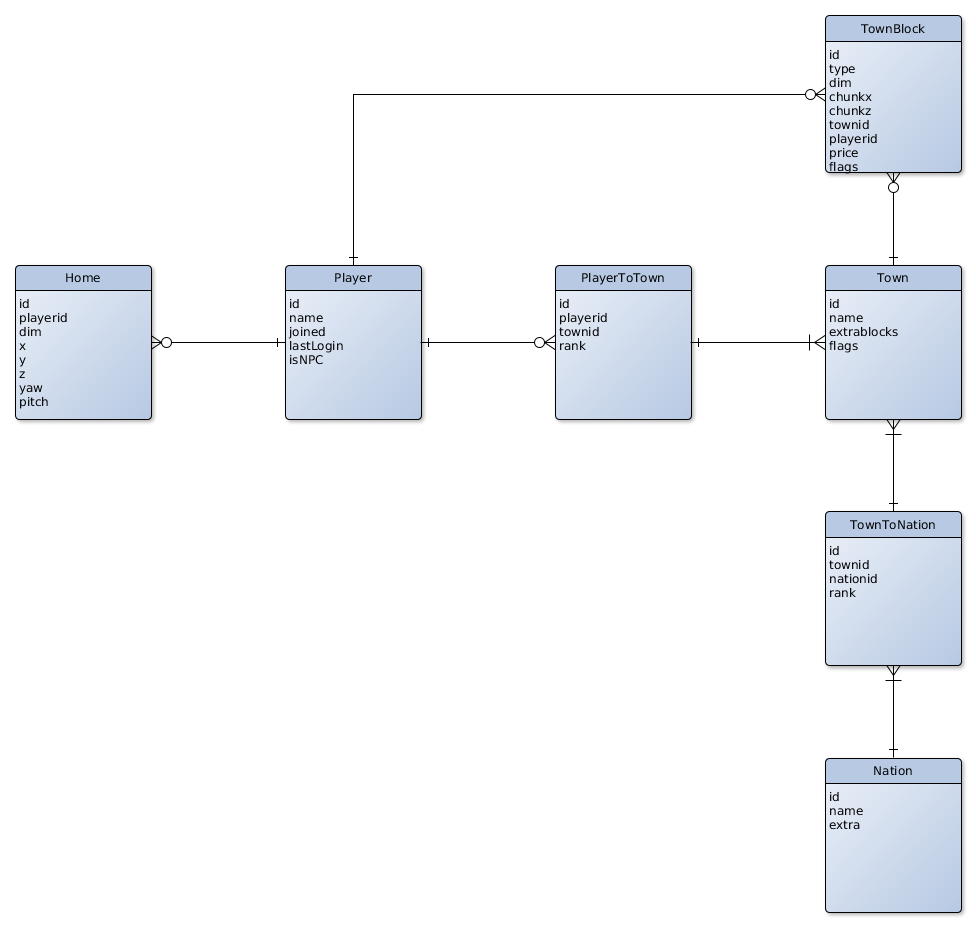 TownBlock
id
type
dim
chunkx
chunkz
townid
playerid
price
flags
Home
id
playerid
dim
x
y
z
yaw
pitch
Player
id
name
joined
lastLogin
isNPC
PlayerToTown
id
playerid
townid
rank
Town
id
name
extrablocks
flags
TownToNation
id
townid
nationid
rank
Nation
id
name
extra